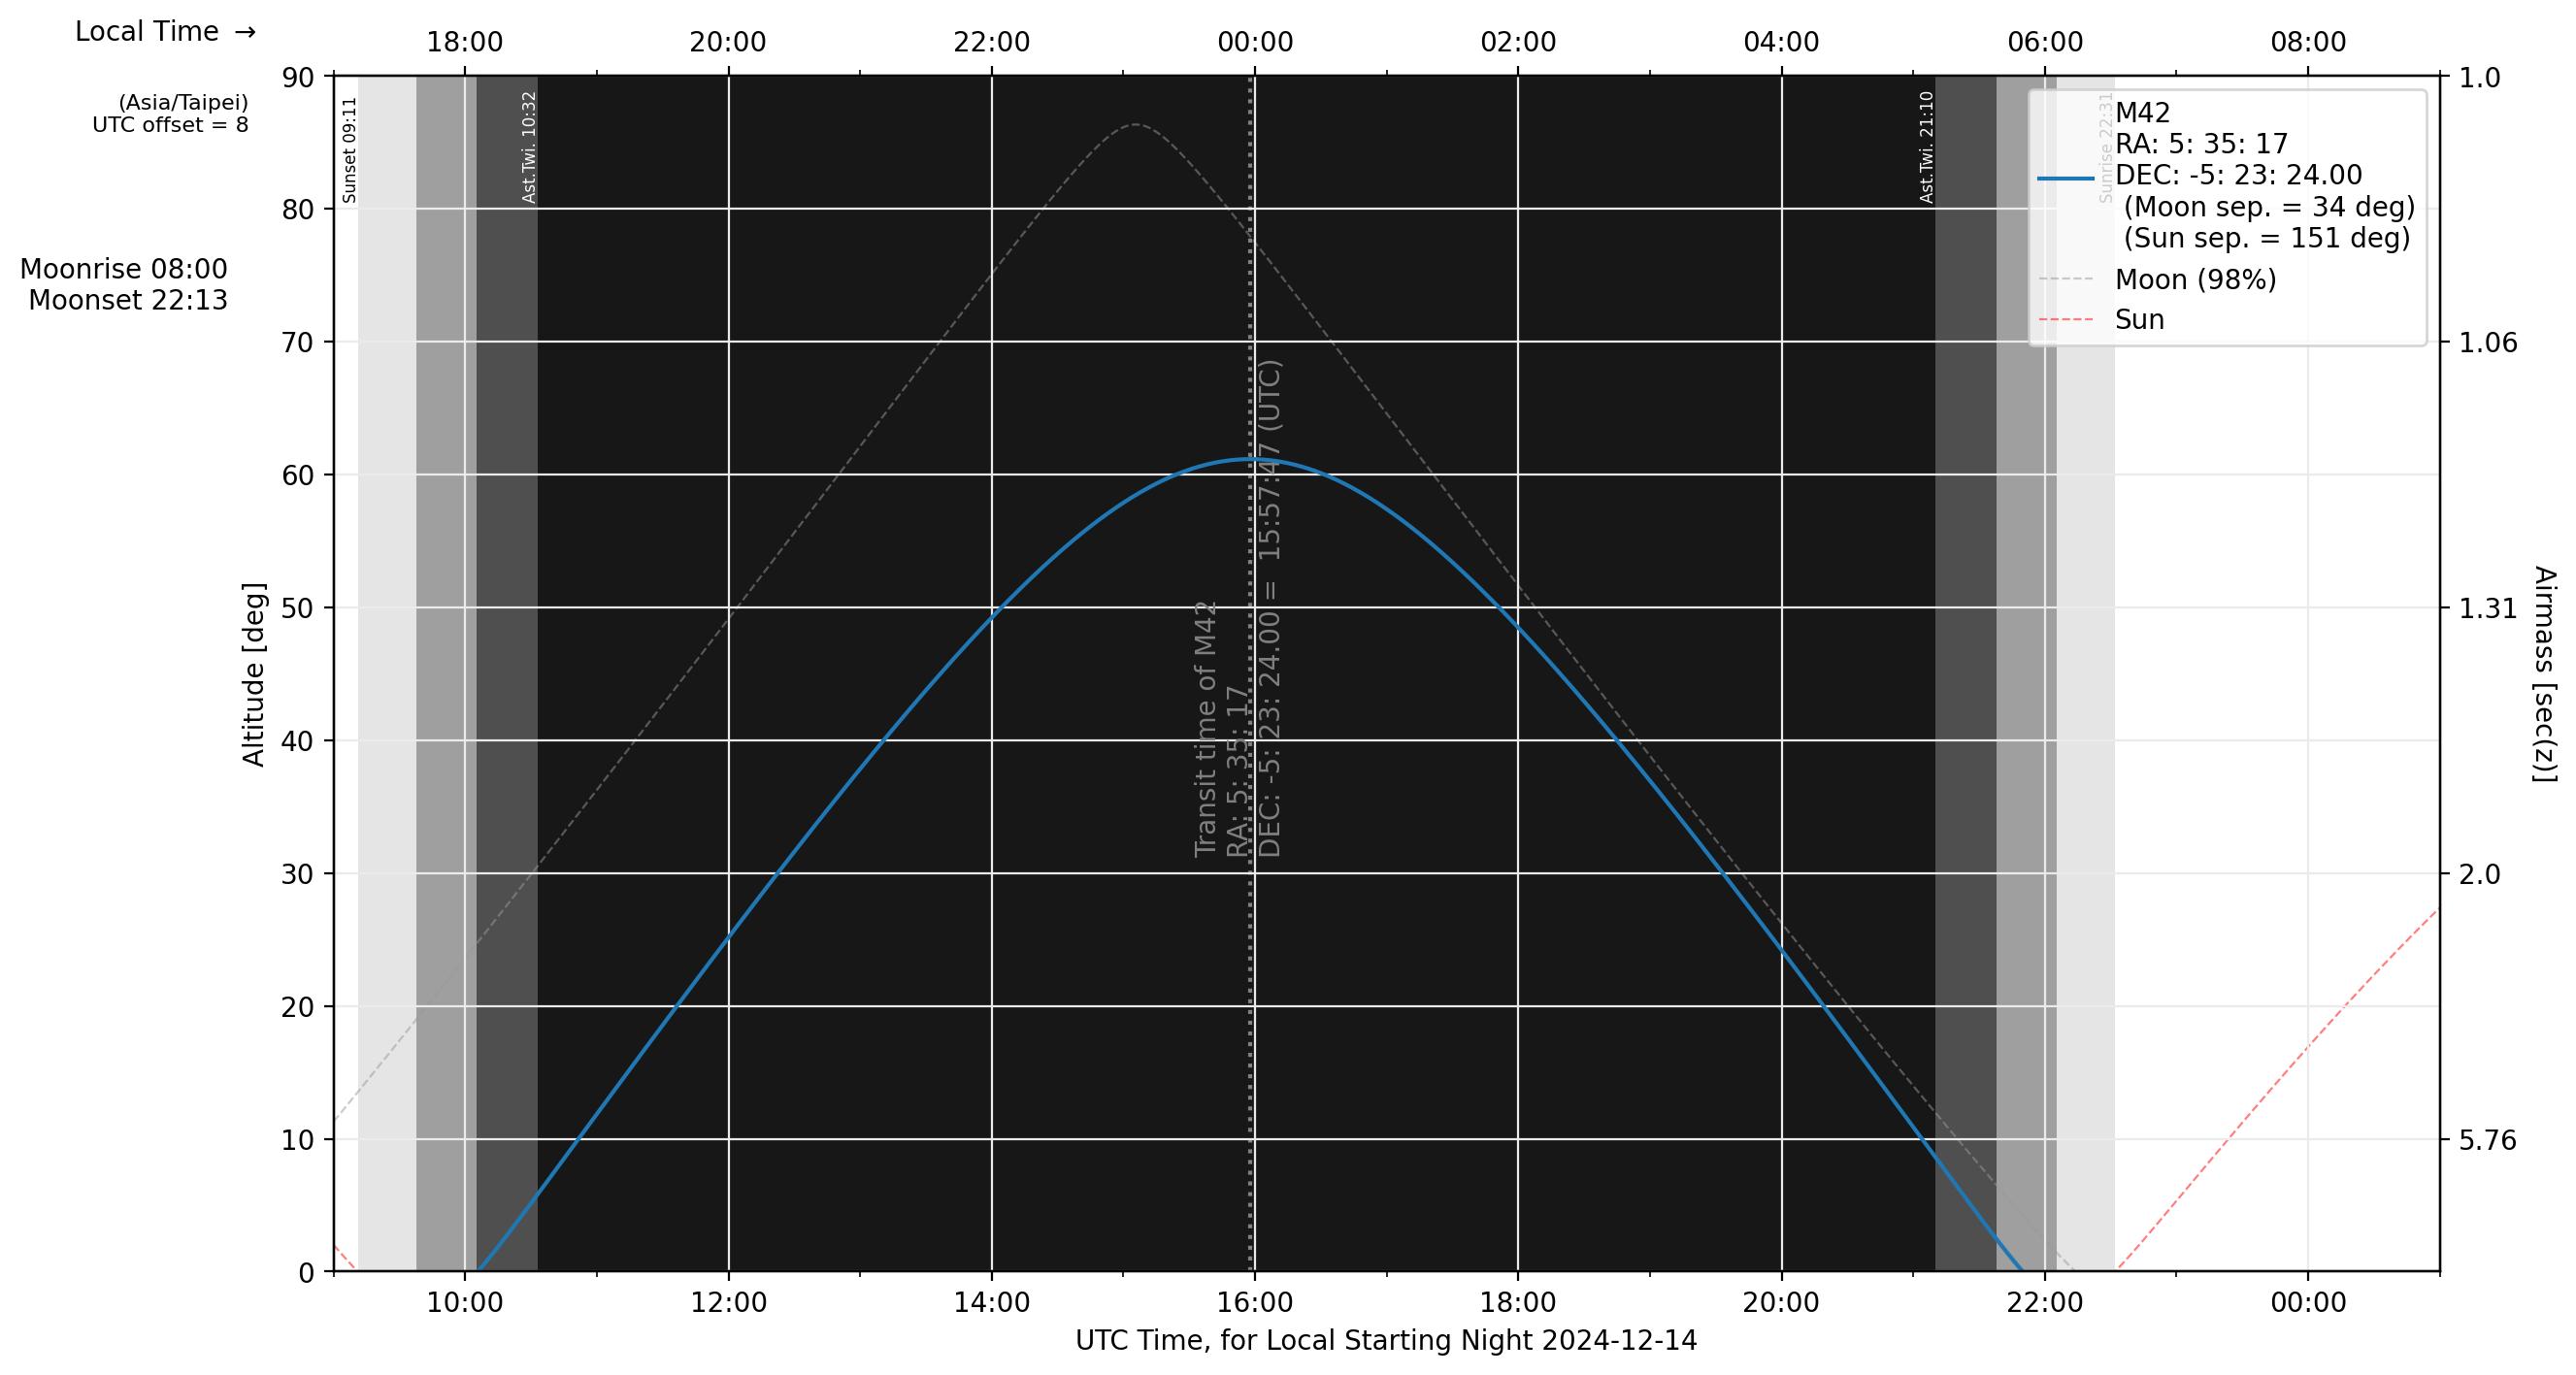 Local Time →
18:00 20:00 22:00 00:00 02:00 04:00 06:00 08:00
(Asia/Taipei)
UTC offset = 8
Moonrise 08:00
Moonset 22:13
Altitude [deg]
90
80
70
60
50
40
30
20
10
0
Sunset 09:11
Ast.Twi. 10:32
Transit time of M42
RA: 5: 35: 17
DEC: -5: 23: 24.00 = 15:57:47 (UTC)
Ast.Twi. 21:10
Sunrise 22:31
M42
RA: 5: 35: 17
DEC: -5: 23: 24.00
(Moon sep. = 34 deg)
(Sun sep. = 151 deg)
Moon (98%)
Sun
1.0
1.06
1.31
2.0
5.76
Airmass [sec(z)]
10:00 12:00 14:00 16:00 18:00 20:00 22:00 00:00
UTC Time, for Local Starting Night 2024-12-14